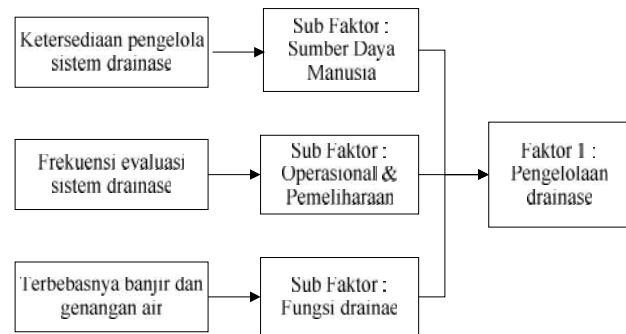 Ketersediaan pengelola
sistem drainase
Sub Faktor :
Sumber Daya
Manusia
Frekuensi evaluasi
sistem drainase
Sub Faktor :
Operasional &
Pemeliharaan
Faktor 1 :
Pengelolaan
drainase
Terbebasnya banjir dan
genangan air
Sub Faktor :
Fungsi drainae